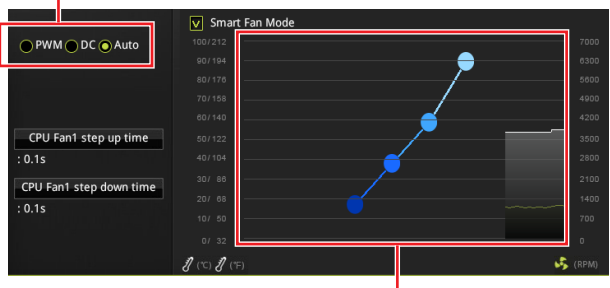 Smart Fan Mode
PWM DC Auto
100/212 7000
90/194 6300
80/176 5600
70/158 4900
60/140 4200
50/122 3500
40/104 2800
30/ 86 2100
20/ 68 1400
10/ 50 700
0/ 32 0
CPU Fan1 step up time
: 0.1s
CPU Fan1 step down time
: 0.1s
(°C) (°F) (RPM)